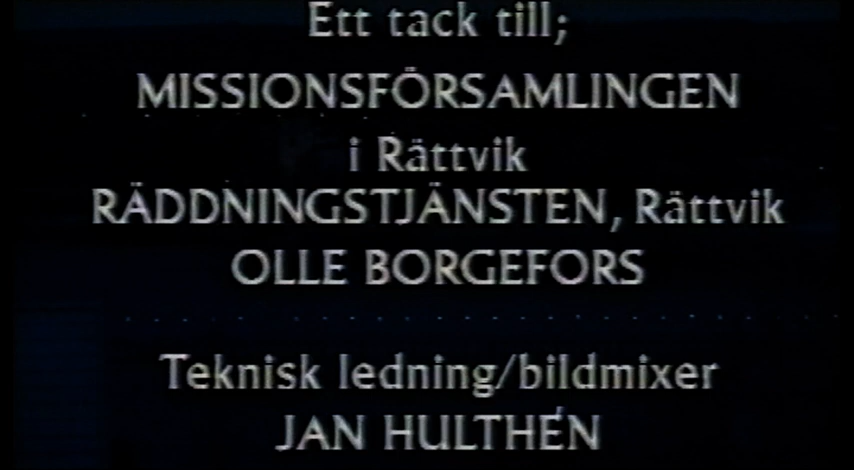 Ett tack till;
MISSIONSFÖRSAMLINGEN
i Rättvik
RÄDDNINGSTJÄNSTEN, Rättvik
OLLE BORGEFORS
Teknisk ledning/bildmixer
JAN HULTHÉN